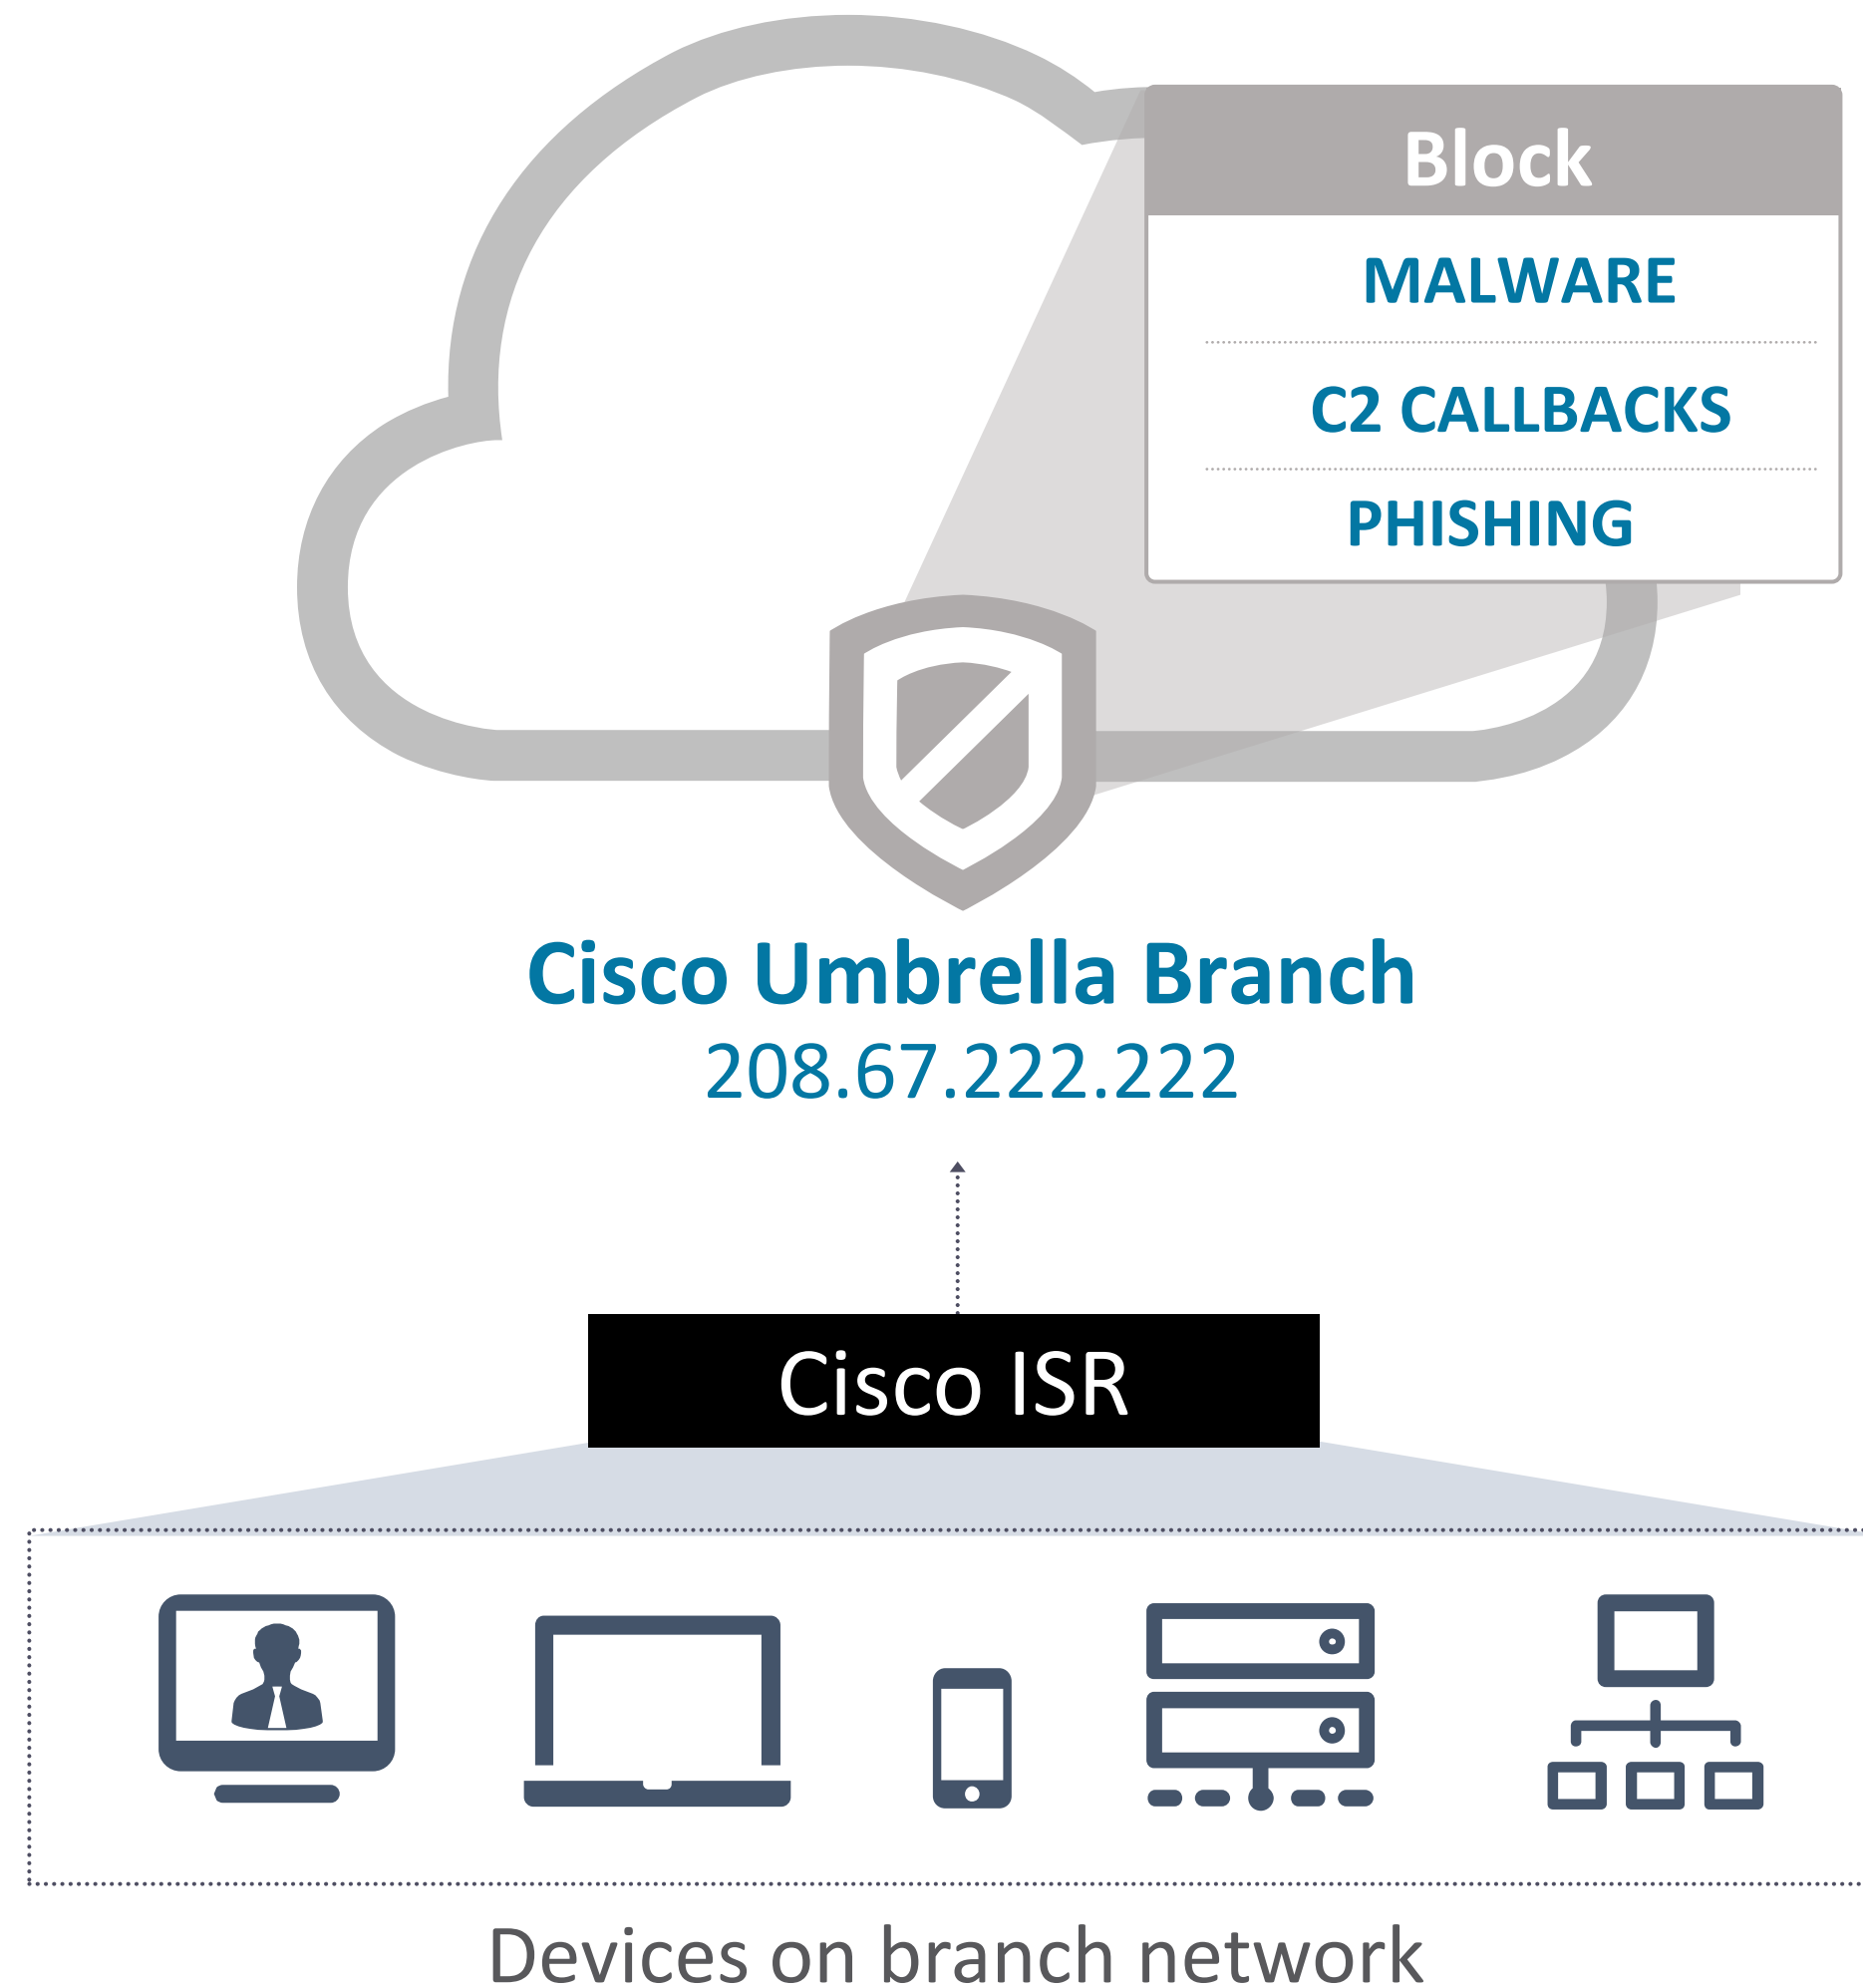 Block
MALWARE
C2 CALLBACKS
PHISHING
Cisco Umbrella Branch
208.67.222.222
Cisco ISR
Devices on branch network